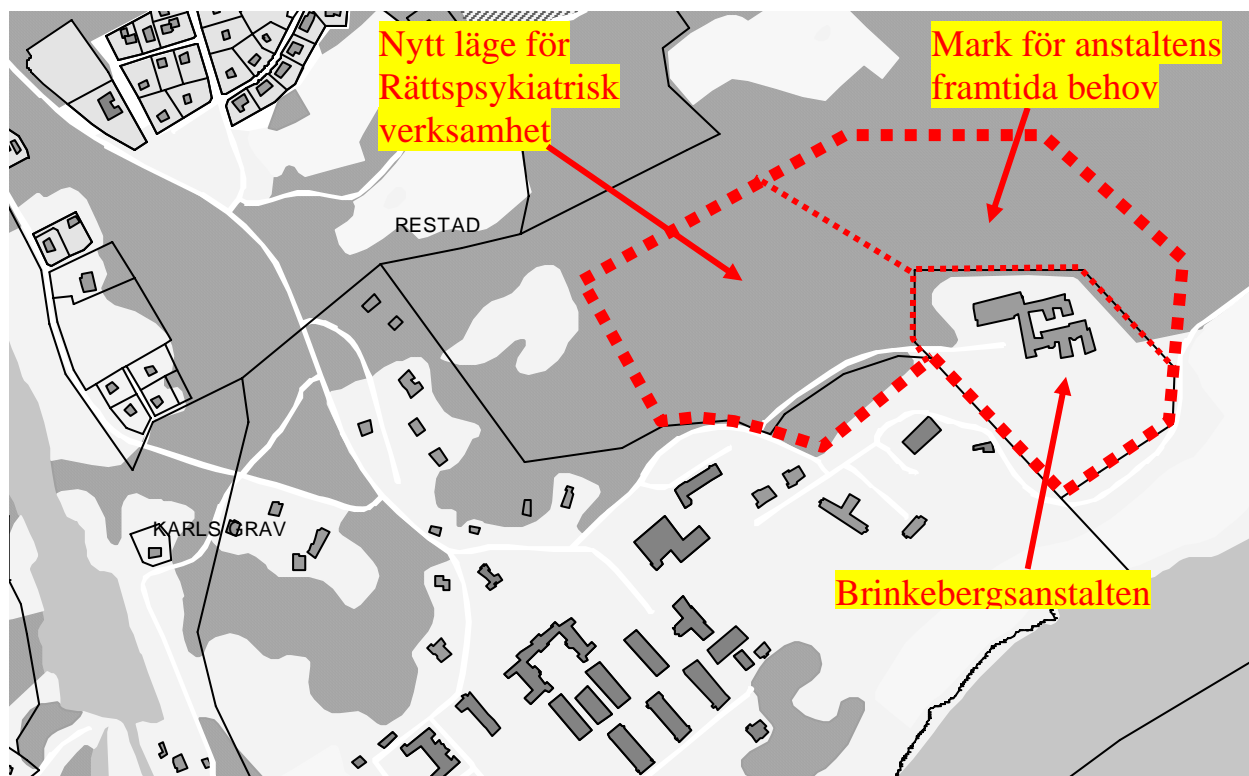 Nytt läge för
Rättspsykiatrisk
verksamhet
Mark för anstaltens
framtida behov
RESTAD
KARLS GRAV
Brinkebergsanstalten